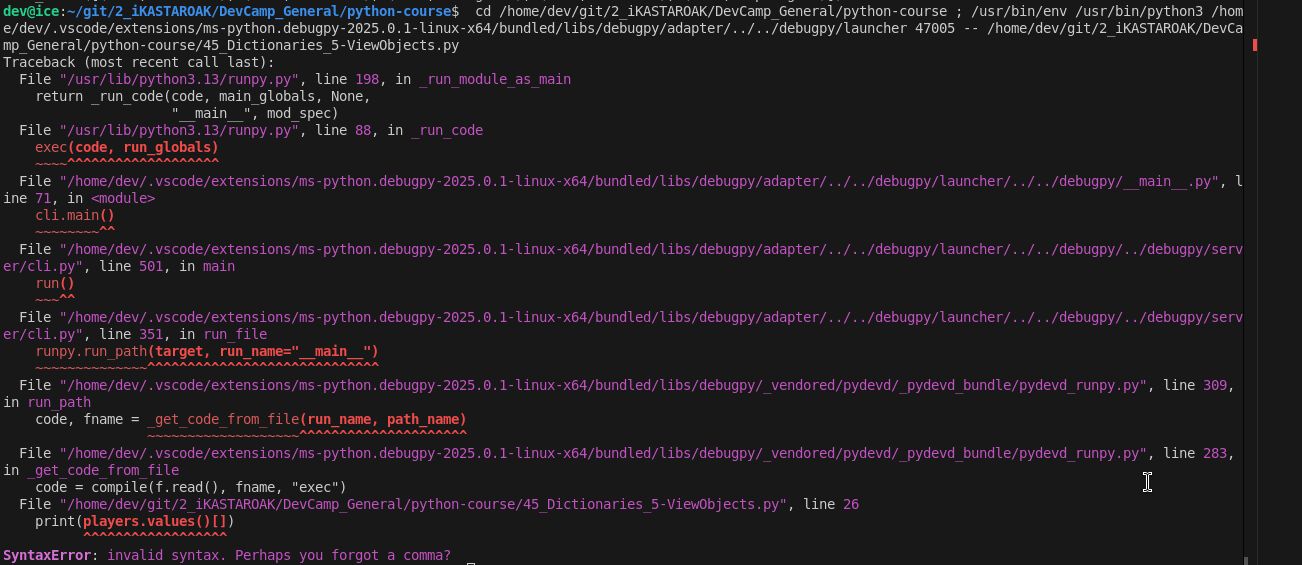 dev@ice:~/git/2_iKASTAROAK/DevCamp_General/python-course$  cd /home/dev/git/2_iKASTAROAK/DevCamp_General/python-course ; /usr/bin/env /usr/bin/python3 /hom
e/dev/.vscode/extensions/ms-python.debugpy-2025.0.1-linux-x64/bundled/libs/debugpy/adapter/../../debugpy/launcher 47005 -- /home/dev/git/2_iKASTAROAK/DevCa
mp_General/python-course/45_Dictionaries_5-ViewObjects.py
Traceback (most recent call last):
  File "/usr/lib/python3.13/runpy.py", line 198, in _run_module_as_main
    return _run_code(code, main_globals, None,
                     "__main__", mod_spec)
  File "/usr/lib/python3.13/runpy.py", line 88, in _run_code
    exec(code, run_globals)
    ~~~~^^^^^^^^^^^^^^^^^^^
  File "/home/dev/.vscode/extensions/ms-python.debugpy-2025.0.1-linux-x64/bundled/libs/debugpy/adapter/../../debugpy/launcher/../../debugpy/__main__.py", l
ine 71, in <module>
    cli.main()
    ~~~~~~~~^^
  File "/home/dev/.vscode/extensions/ms-python.debugpy-2025.0.1-linux-x64/bundled/libs/debugpy/adapter/../../debugpy/launcher/../../debugpy/../debugpy/serv
er/cli.py", line 501, in main
    run()
    ~~~^^
  File "/home/dev/.vscode/extensions/ms-python.debugpy-2025.0.1-linux-x64/bundled/libs/debugpy/adapter/../../debugpy/launcher/../../debugpy/../debugpy/serv
er/cli.py", line 351, in run_file
    runpy.run_path(target, run_name="__main__")
    ~~~~~~~~~~~~~~^^^^^^^^^^^^^^^^^^^^^^^^^^^^^
  File "/home/dev/.vscode/extensions/ms-python.debugpy-2025.0.1-linux-x64/bundled/libs/debugpy/_vendored/pydevd/_pydevd_bundle/pydevd_runpy.py", line 309,
in run_path
    code, fname = _get_code_from_file(run_name, path_name)
                  ~~~~~~~~~~~~~~~~~~~^^^^^^^^^^^^^^^^^^^^^
  File "/home/dev/.vscode/extensions/ms-python.debugpy-2025.0.1-linux-x64/bundled/libs/debugpy/_vendored/pydevd/_pydevd_bundle/pydevd_runpy.py", line 283,
in _get_code_from_file
    code = compile(f.read(), fname, "exec")
  File "/home/dev/git/2_iKASTAROAK/DevCamp_General/python-course/45_Dictionaries_5-ViewObjects.py", line 26
    print(players.values()[])
          ^^^^^^^^^^^^^^^^^^
SyntaxError: invalid syntax. Perhaps you forgot a comma?